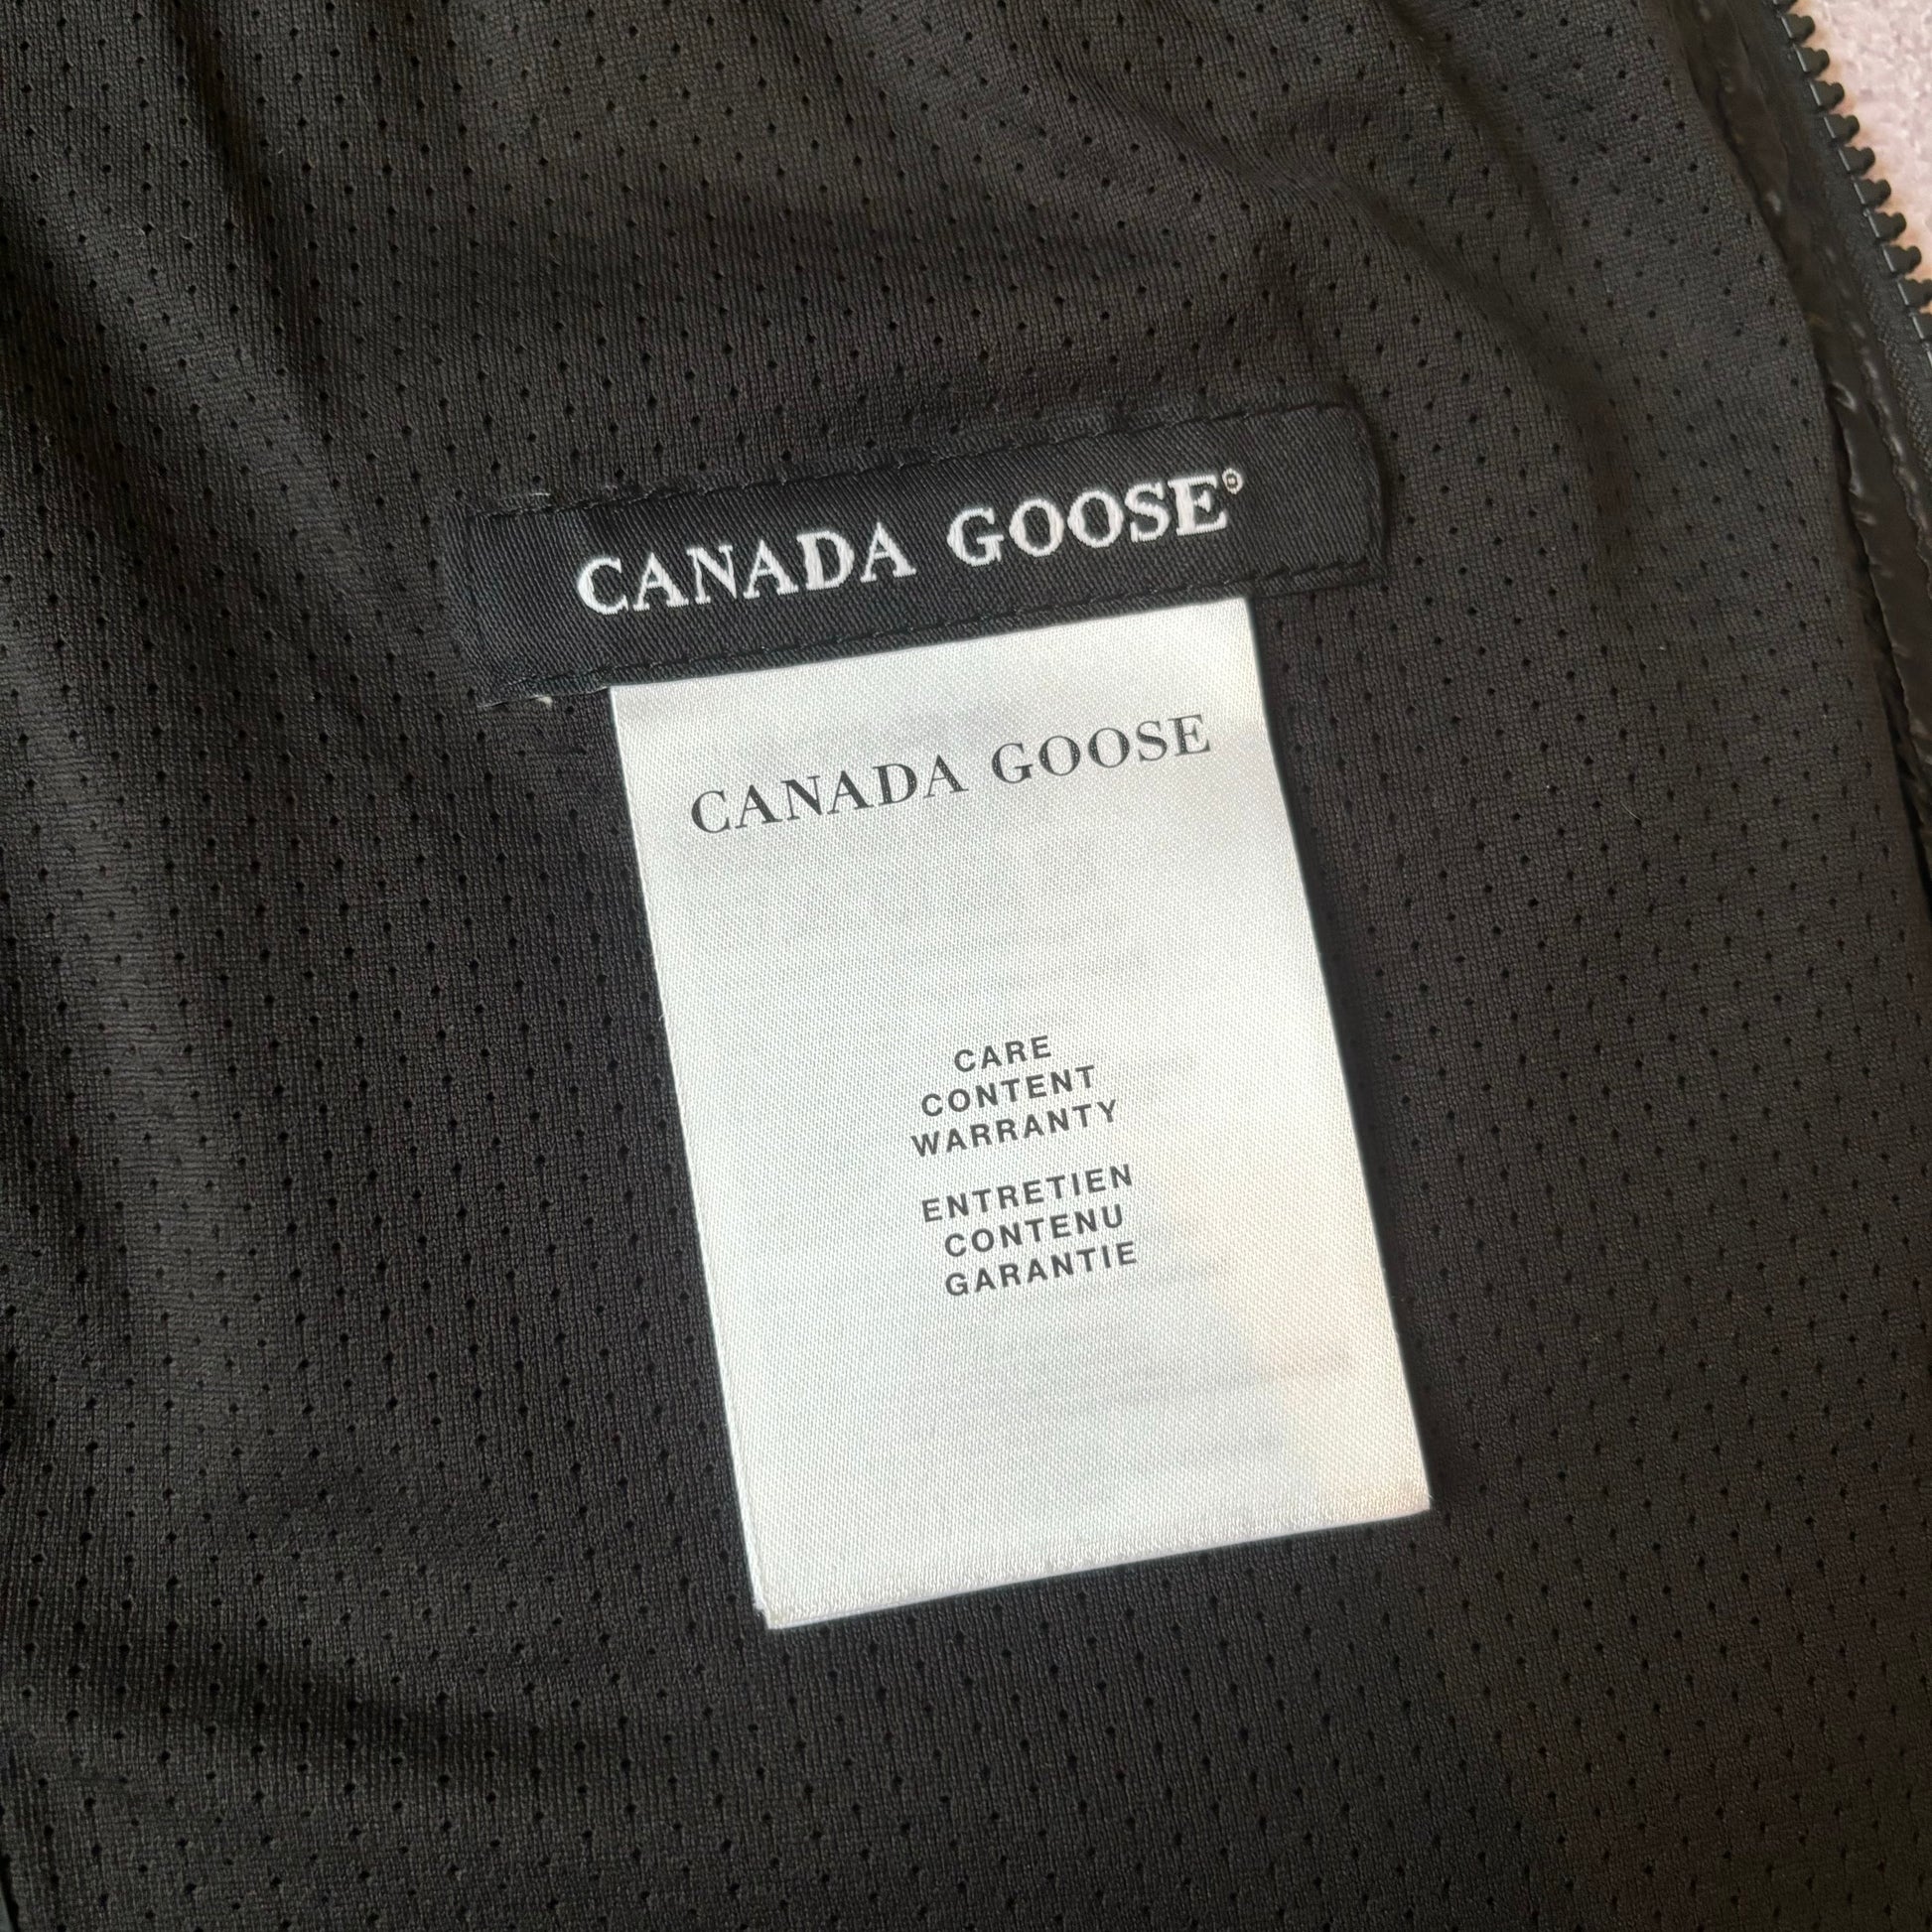 CANADA GOOSE®
CANADA GOOSE
CARE
CONTENT
WARRANTY
ENTRETIEN
CONTENU
GARANTIE